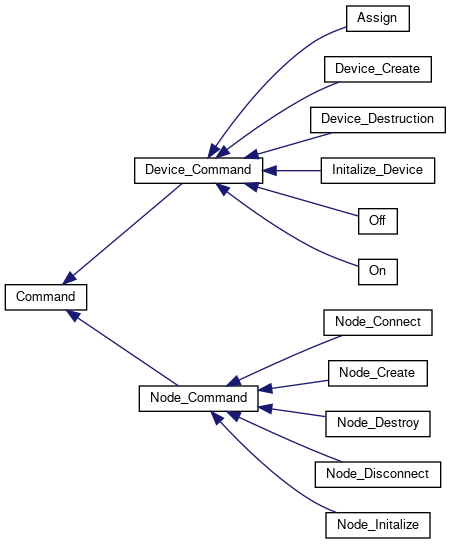 Assign
Device_Create
Device_Destruction
Device_Command
Initalize_Device
Off
On
Command
Node_Connect
Node_Create
Node_Command
Node_Destroy
Node_Disconnect
Node_Initalize